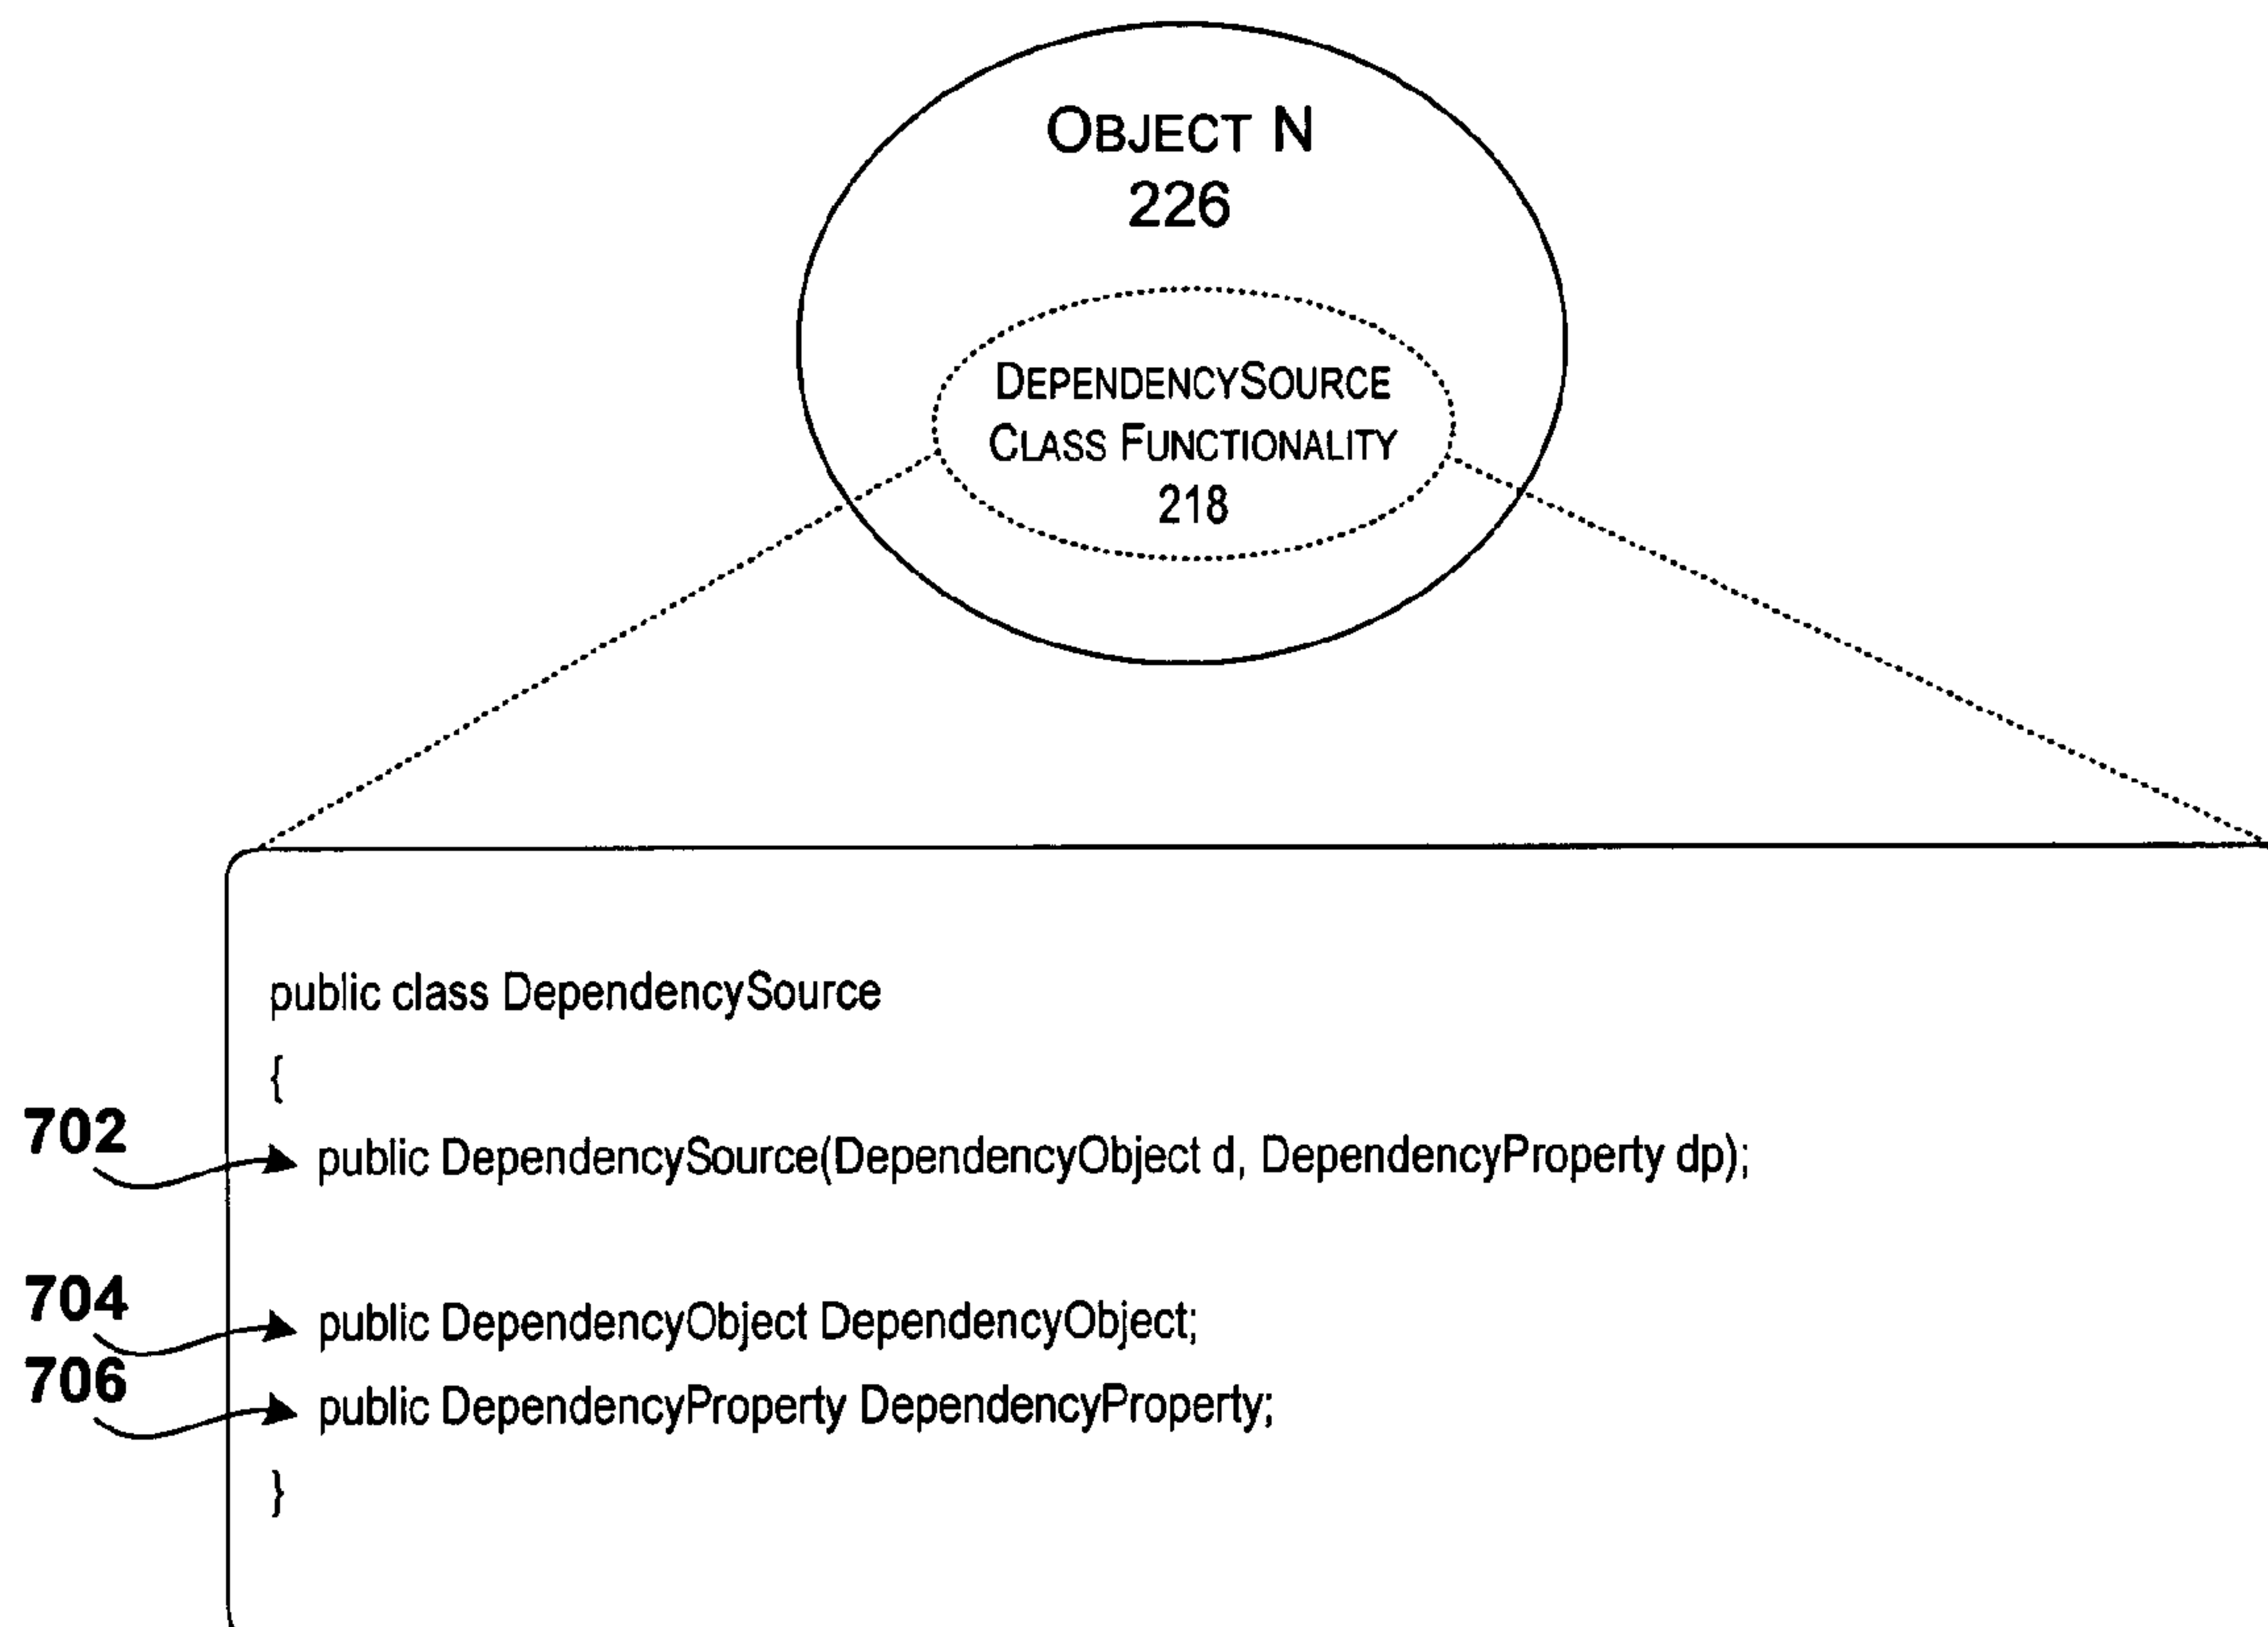 OBJECT N
226
DEPENDENCYSOURCE
CLASS FUNCTIONALITY
218
public class DependencySource
{
702
public DependencySource(DependencyObject d, DependencyProperty dp);
704
public DependencyObject DependencyObject;
706
public DependencyProperty DependencyProperty;
}